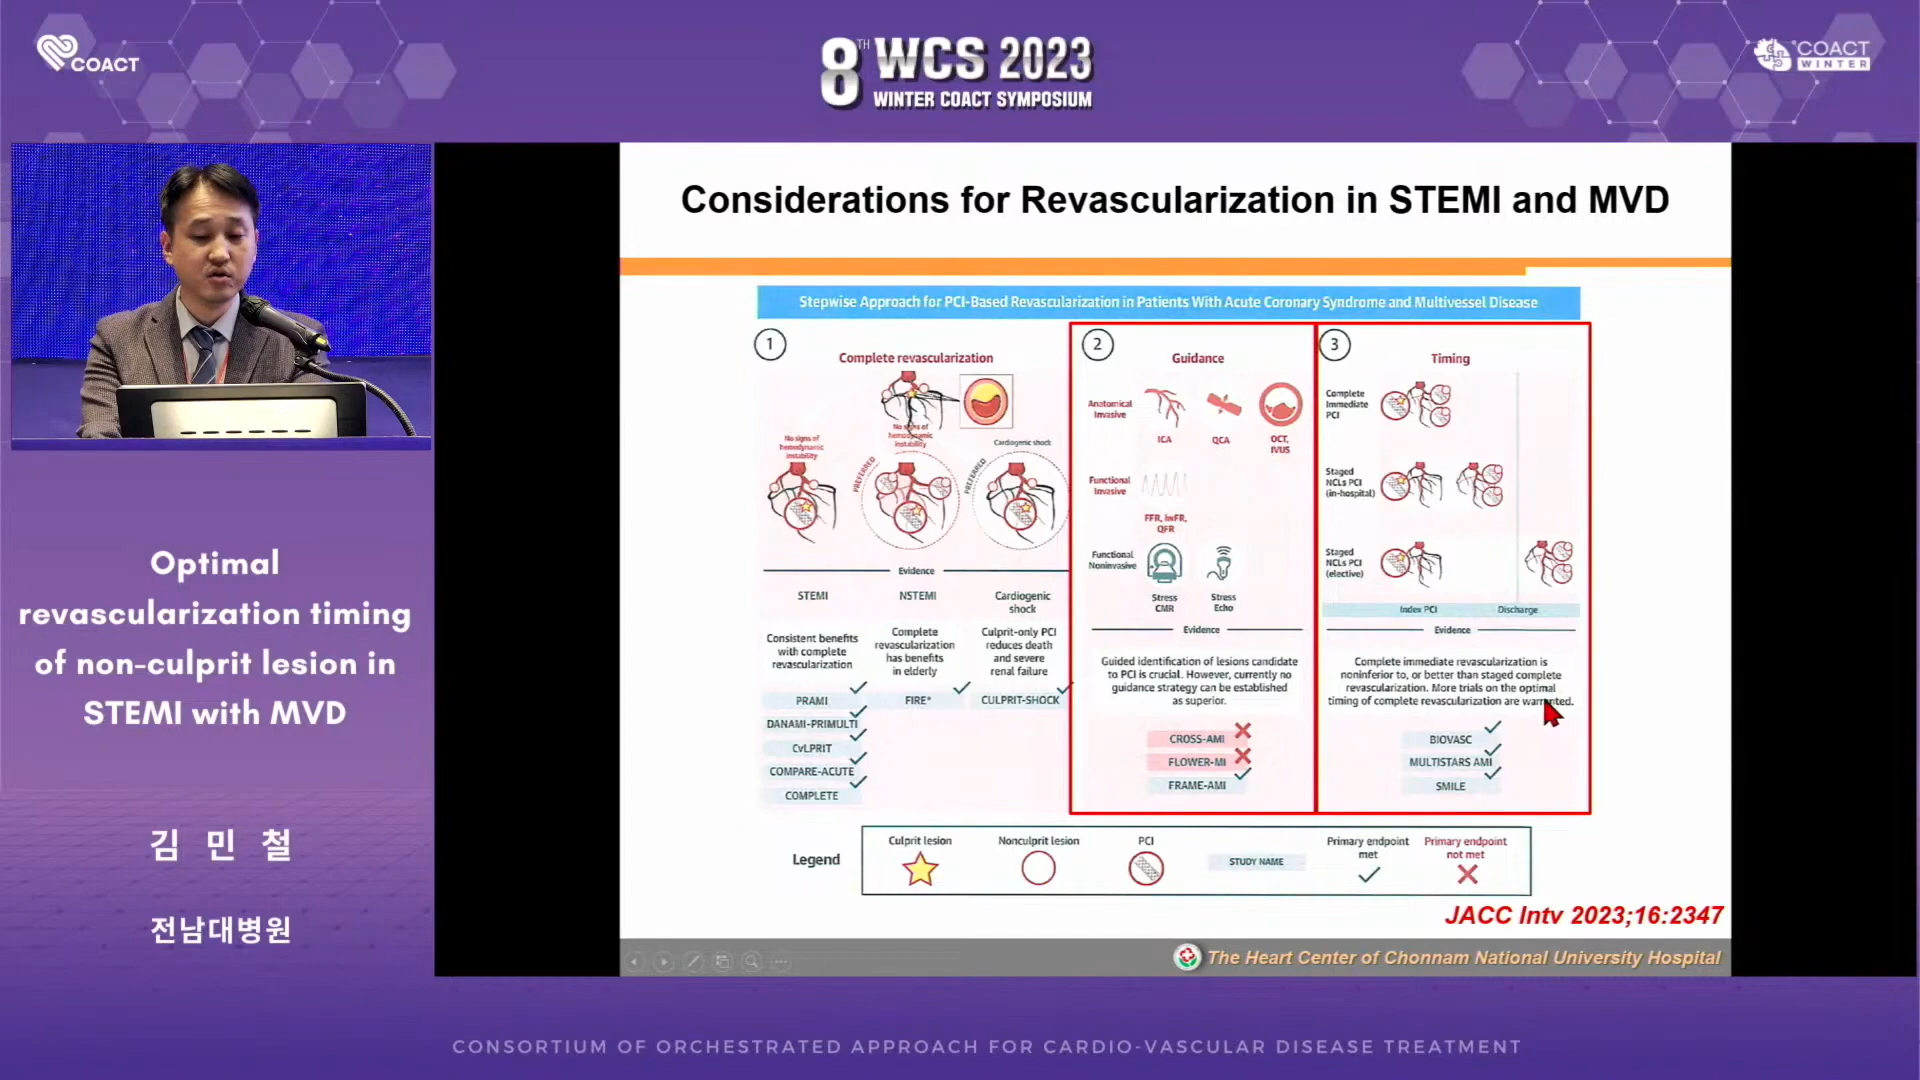 COACT
8TH WCS 2023
WINTER COACT SYMPOSIUM
COACT
WINTER
Optimal
revascularization timing
of non-culprit lesion in
STEMI with MVD
김 민 철
전남대병원
Considerations for Revascularization in STEMI and MVD
Stepwise Approach for PCI-Based Revascularization in Patients With Acute Coronary Syndrome and Multivessel Disease
1
Complete revascularization
No signs of
hemodynamic
instability
No signs of
hemodynamic
instability
Cardiogenic shock
PREFERRED
PREFERRED
Evidence
STEMI
NSTEMI
Cardiogenic
shock
Consistent benefits
with complete
revascularization
Complete
revascularization
has benefits
in elderly
Culprit-only PCI
reduces death
and severe
renal failure
PRAMI
FIRE*
CULPRIT-SHOCK
DANAMI-PRIMULTI
CvLPRIT
COMPARE-ACUTE
COMPLETE
2
Guidance
Anatomical
Invasive
ICA
QCA
OCT,
IVUS
Functional
Invasive
FFR, iwFR,
QFR
Functional
Noninvasive
Stress
CMR
Stress
Echo
Evidence
Guided identification of lesions candidate
to PCI is crucial. However, currently no
guidance strategy can be established
as superior.
CROSS-AMI
FLOWER-MI
FRAME-AMI
3
Timing
Complete
Immediate
PCI
Staged
NCLs PCI
(in-hospital)
Staged
NCLs PCI
(elective)
Index PCI
Discharge
Evidence
Complete immediate revascularization is
noninferior to, or better than staged complete
revascularization. More trials on the optimal
timing of complete revascularization are warranted.
BIOVASC
MULTISTARS AMI
SMILE
Legend
Culprit lesion
Nonculprit lesion
PCI
STUDY NAME
Primary endpoint
met
Primary endpoint
not met
JACC Intv 2023;16:2347
The Heart Center of Chonnam National University Hospital
CONSORTIUM OF ORCHESTRATED APPROACH FOR CARDIO-VASCULAR DISEASE TREATMENT